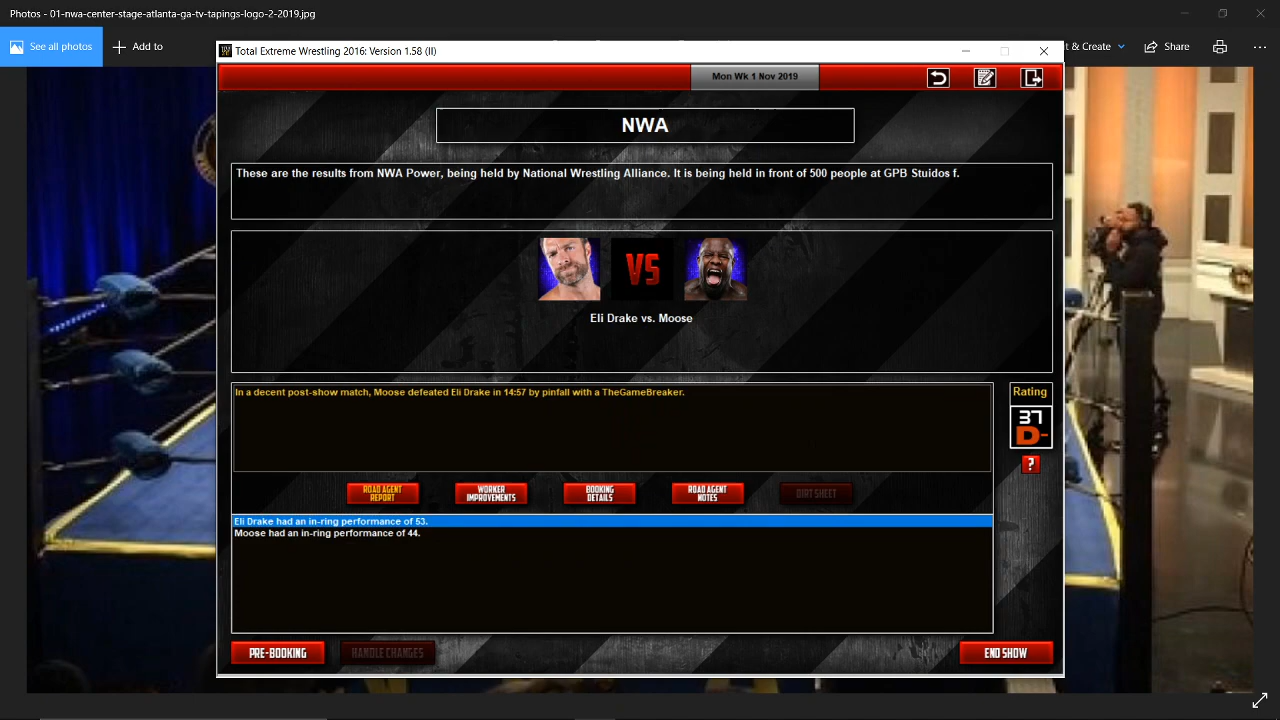 Photos - 01-nwa-center-stage-atlanta-ga-tv-tapings-logo-2-2019.jpg
See all photos
Add to
t & Create
Share
Total Extreme Wrestling 2016: Version 1.58 (II)
Mon Wk 1 Nov 2019
NWA
These are the results from NWA Power, being held by National Wrestling Alliance. It is being held in front of 500 people at GPB Stuidos f.
VS
Eli Drake vs. Moose
In a decent post-show match, Moose defeated Eli Drake in 14:57 by pinfall with a TheGameBreaker.
Rating
37
D-
?
ROAD AGENT REPORT
WORKER IMPROVEMENTS
BOOKING DETAILS
ROAD AGENT NOTES
DIRT SHEET
Eli Drake had an in-ring performance of 53.
Moose had an in-ring performance of 44.
PRE-BOOKING
HANDLE CHANGES
END SHOW